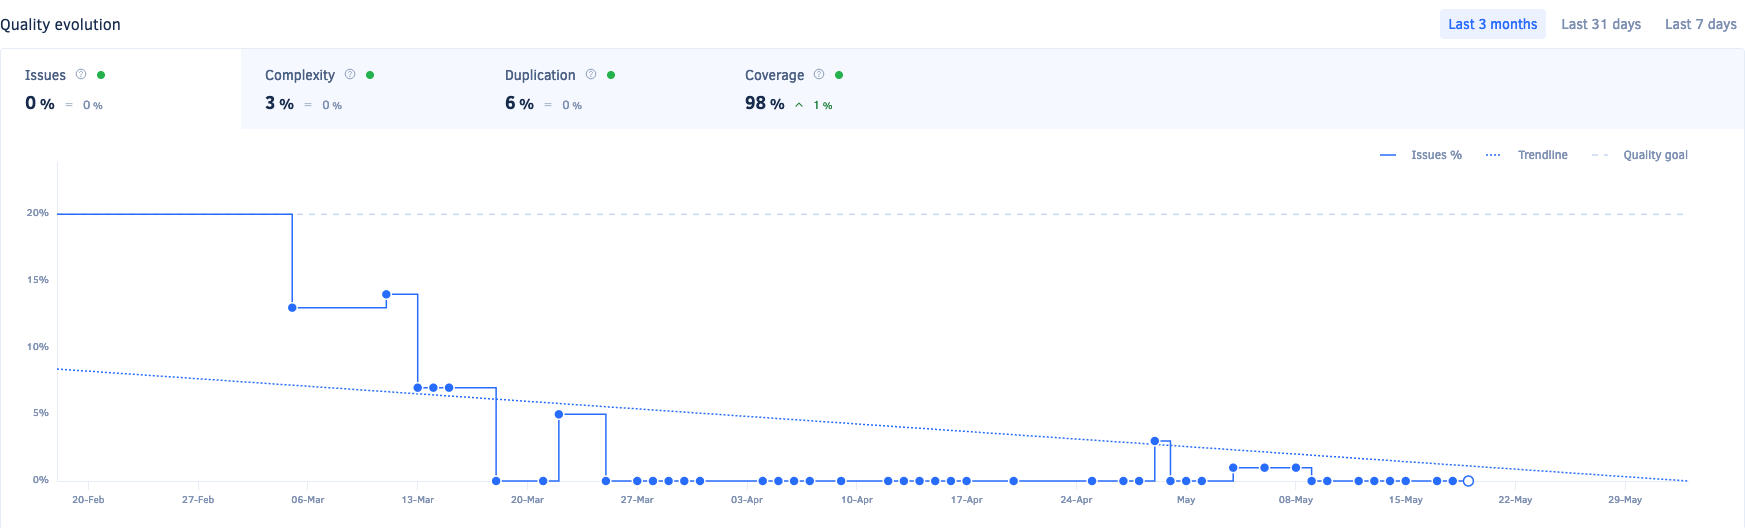 Quality evolution
Last 3 months Last 31 days Last 7 days
Issues ? Complexity ? Duplication ? Coverage ?
0 % = 0 % 3 % = 0 % 6 % = 0 % 98 % ^ 1 %
Issues % Trendline Quality goal
20%
15%
10%
5%
0%
20-Feb 27-Feb 06-Mar 13-Mar 20-Mar 27-Mar 03-Apr 10-Apr 17-Apr 24-Apr May 08-May 15-May 22-May 29-May